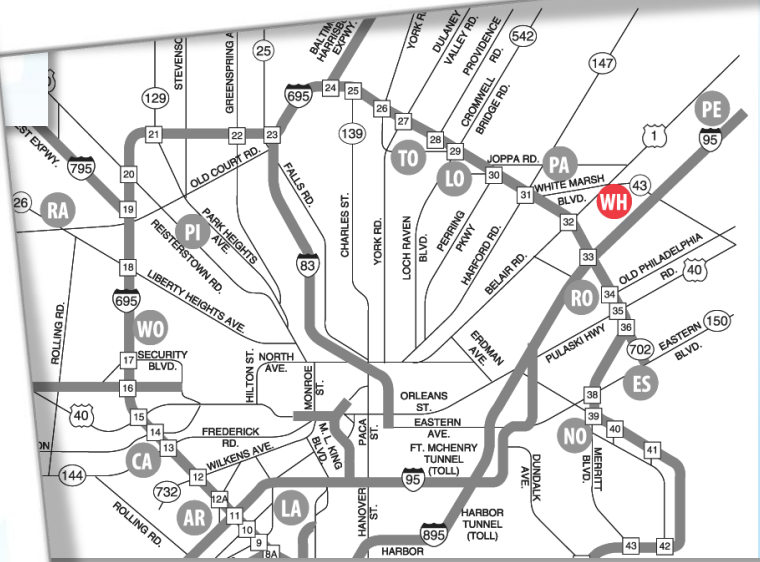 BALTIM
HARRISB
EXPWY.
YORK R
DULANEY
VALLEY RD.
PROVIDENCE
RD.
542
147
STEVENSO
GREENSPRING A
25
129
695
24
25
CROMWELL
BRIDGE RD.
1
PE
95
EST EXPWY.
795
21
22
23
26
27
139
28
29
TO
LO
JOPPA RD.
PA
30
20
OLD COURT RD.
FALLS RD.
31
WHITE MARSH
BLVD.
43
WH
26
RA
19
PI
PARK HEIGHTS
AVE.
REISTERSTOWN RD.
CHARLES ST.
YORK RD.
LOCH RAVEN
BLVD.
PERRING
PKWY
HARFORD RD.
32
33
BELAIR RD.
OLD PHILADELPHIA
RD.
40
18
83
695
LIBERTY HEIGHTS AVE.
RO
34
35
36
ROLLING RD.
WO
ERDMAN
AVE.
PULASKI HWY
702
EASTERN
BLVD.
150
17
SECURITY
BLVD.
16
HILTON ST.
NORTH
AVE.
MONROE
ST.
ES
38
ORLEANS
ST.
40
15
14
13
FREDERICK
RD.
M. L. KING
BLVD.
PACA
ST.
EASTERN
AVE.
FT. MCHENRY
TUNNEL
(TOLL)
39
40
41
NO
ON
144
CA
WILKENS AVE.
12
732
12A
11
10
9
8A
AR
LA
95
DUNDALK
AVE.
MERRITT
BLVD.
ROLLING RD.
HANOVER
ST.
895
HARBOR
TUNNEL
(TOLL)
HARBOR
43
42